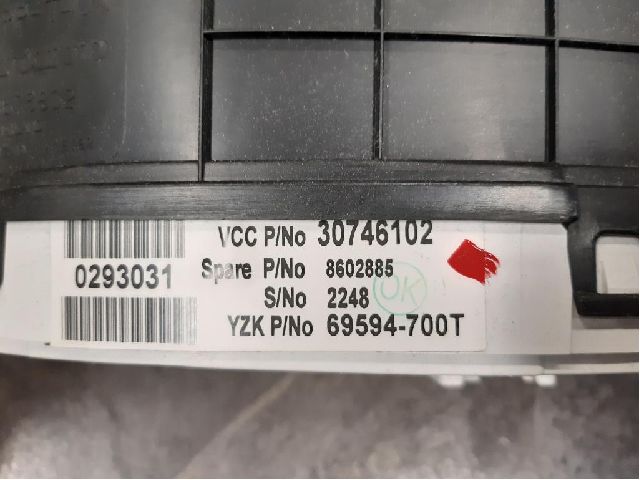 VCC P/No 30746102
0293031
Spare P/No 8602885
OK
S/No 2248
YZK P/No 69594-700T